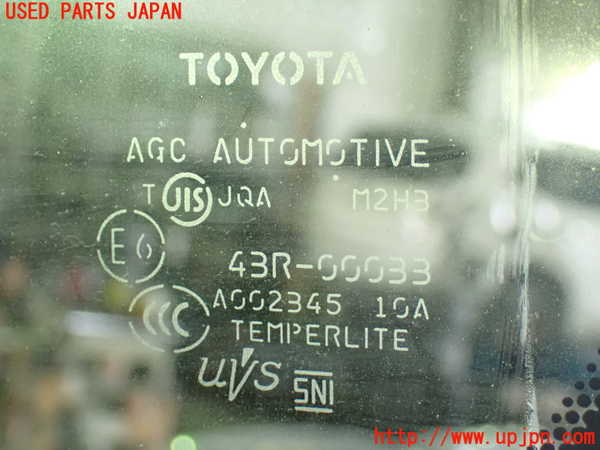 USED PARTS JAPAN
TOYOTA
AGC AUTOMOTIVE
T JIS JQA M2H3
E6 43R-00033
CCC A002345 10A
TEMPERLITE
UVS SNI
http://www.upjpn.com